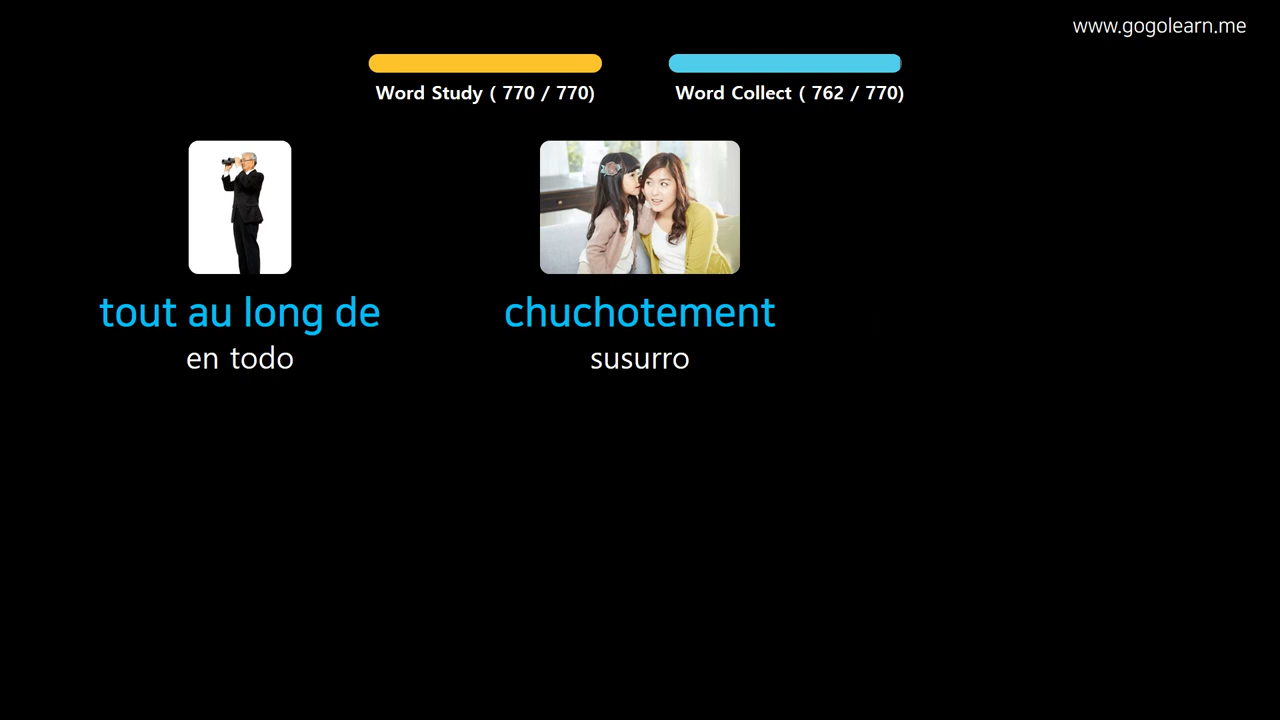 www.gogolearn.me
Word Study ( 770 / 770)
Word Collect ( 762 / 770)
tout au long de
en todo
chuchotement
susurro